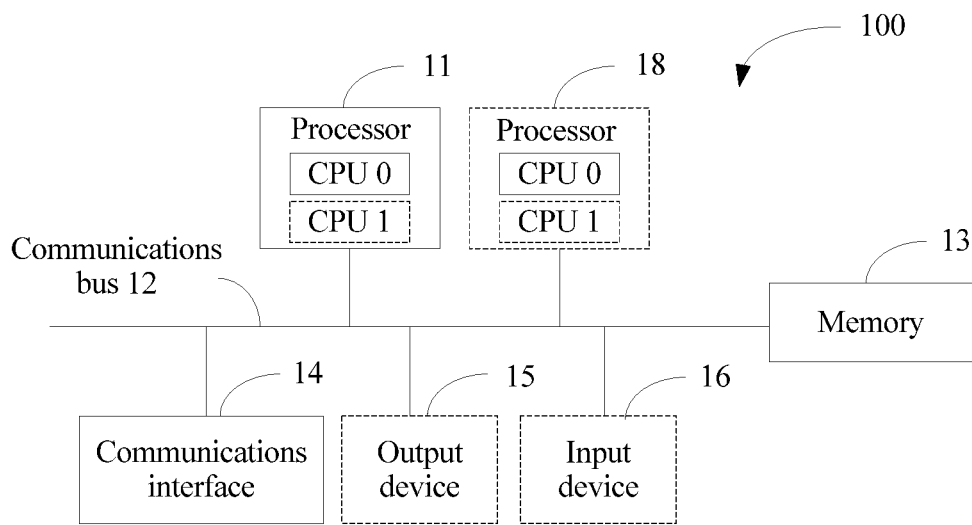 100
11
18
Processor
CPU 0
CPU 1
Processor
CPU 0
CPU 1
Communications
bus 12
13
Memory
14
15
16
Communications
interface
Output
device
Input
device